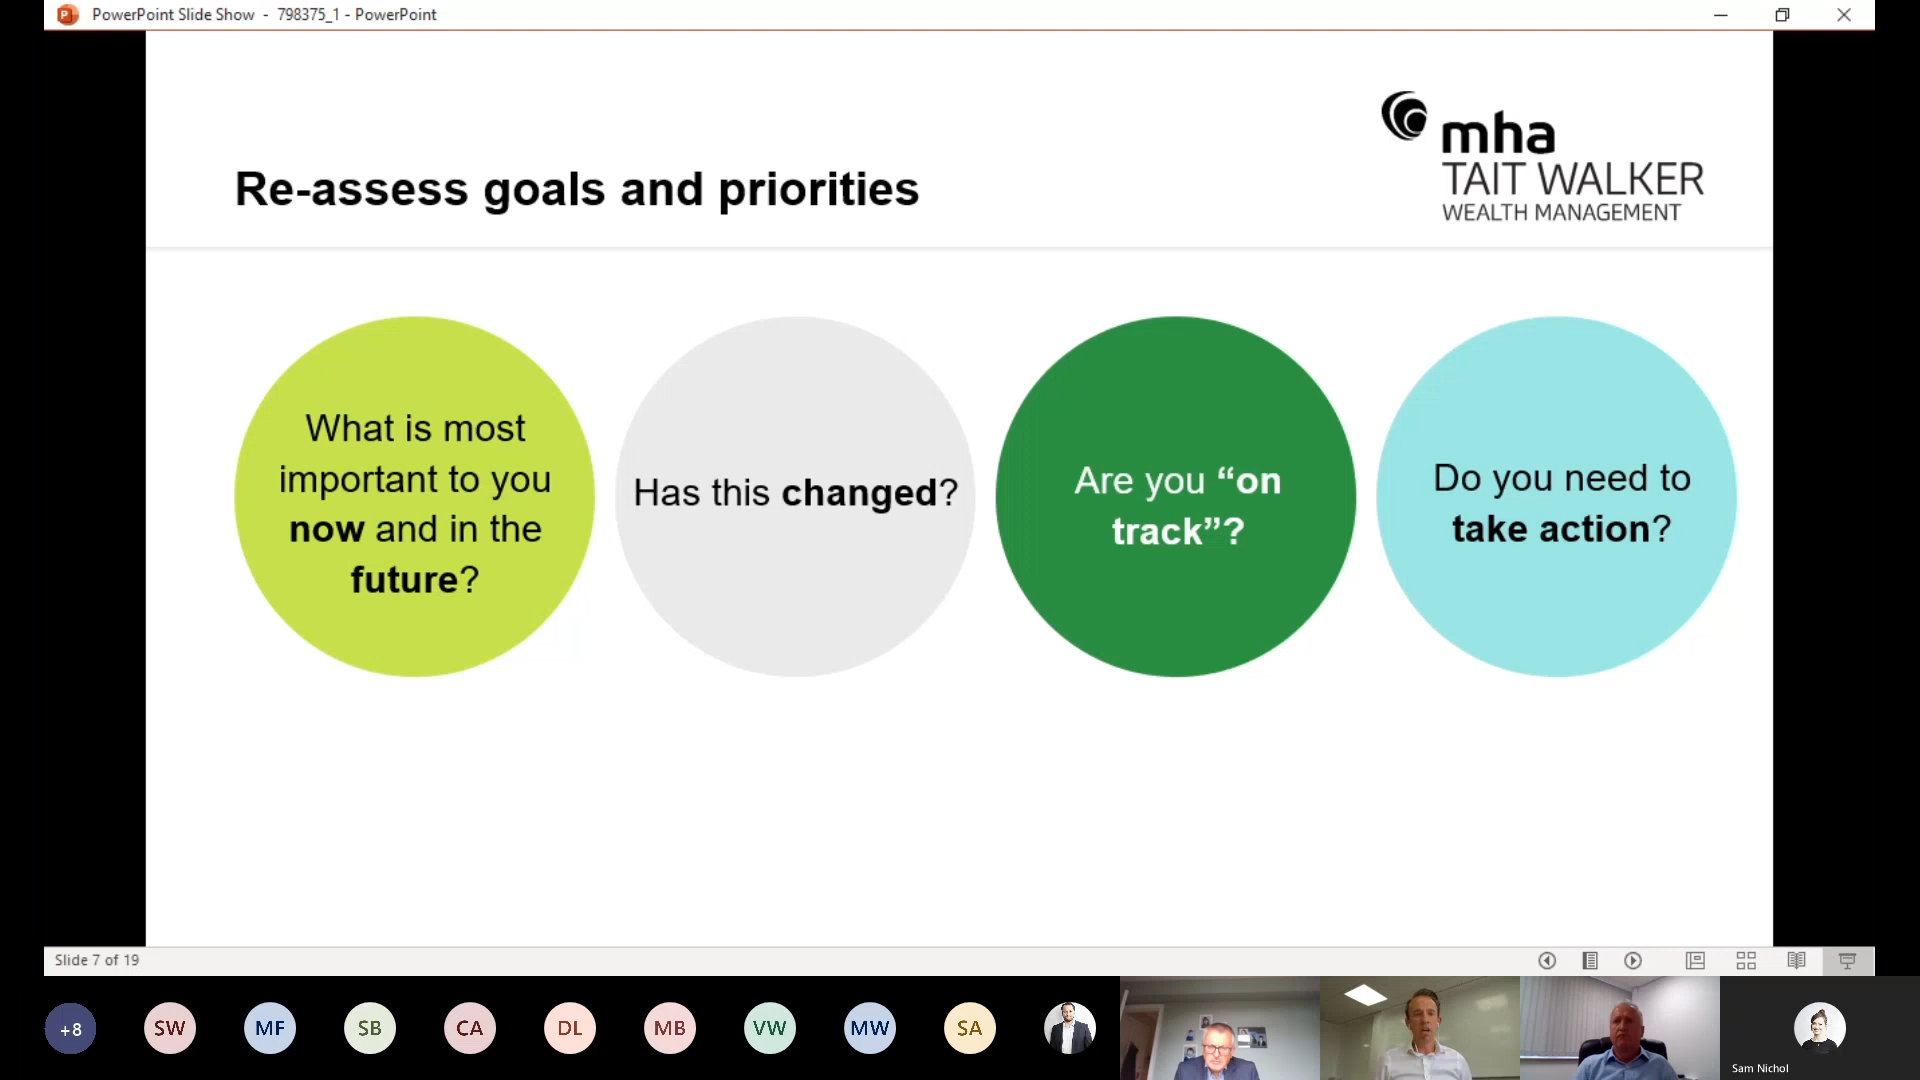 PowerPoint Slide Show - 798375_1 - PowerPoint
mha
TAIT WALKER
WEALTH MANAGEMENT
Re-assess goals and priorities
What is most
important to you
now and in the
future?
Has this changed?
Are you “on
track”?
Do you need to
take action?
Slide 7 of 19
+8
SW
MF
SB
CA
DL
MB
VW
MW
SA
Sam Nichol